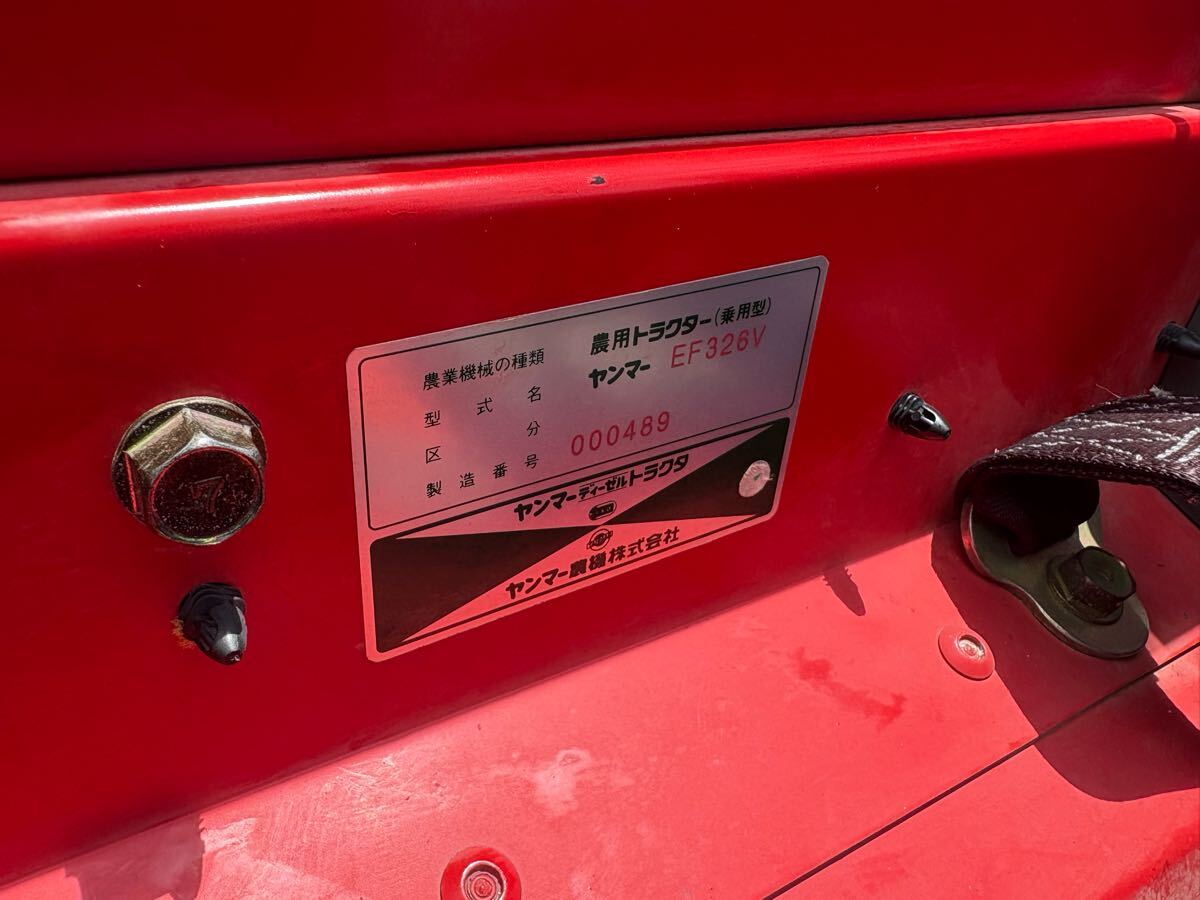 農業機械の種類 農用トラクター(乗用型)
型式名 ヤンマー EF326V
区分
製造番号 000489
ヤンマーディーゼルトラクタ
ヤンマー農機株式会社
7